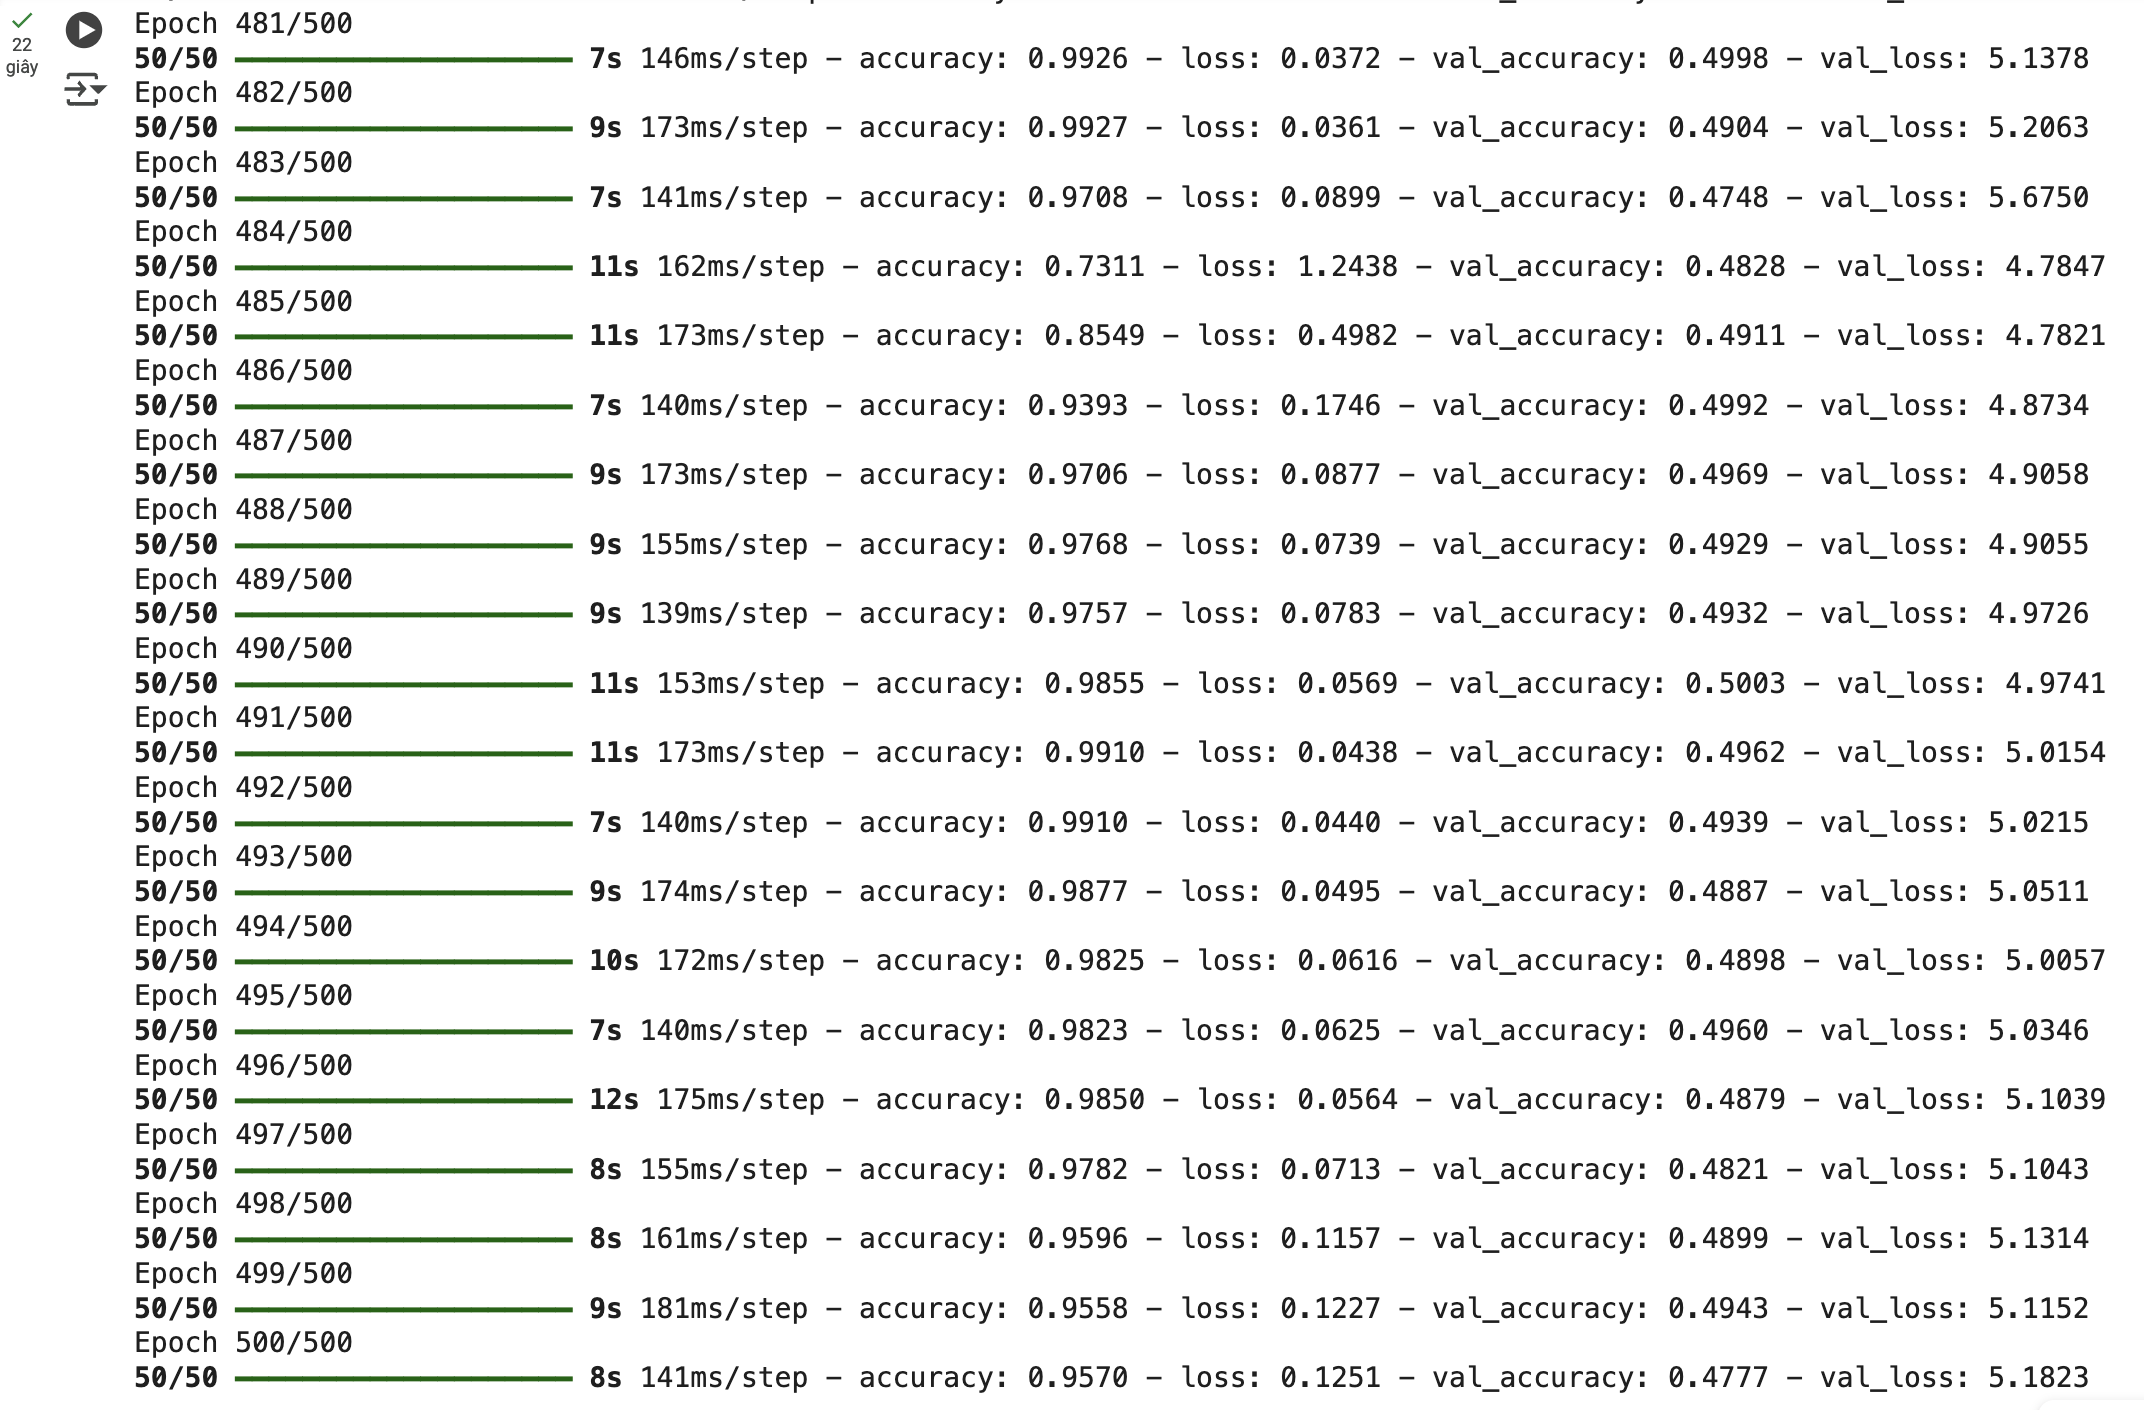 22
giây
Epoch 481/500
50/50 ━━━━━━━━━━━━━━━━━━━━ 7s 146ms/step - accuracy: 0.9926 - loss: 0.0372 - val_accuracy: 0.4998 - val_loss: 5.1378
Epoch 482/500
50/50 ━━━━━━━━━━━━━━━━━━━━ 9s 173ms/step - accuracy: 0.9927 - loss: 0.0361 - val_accuracy: 0.4904 - val_loss: 5.2063
Epoch 483/500
50/50 ━━━━━━━━━━━━━━━━━━━━ 7s 141ms/step - accuracy: 0.9708 - loss: 0.0899 - val_accuracy: 0.4748 - val_loss: 5.6750
Epoch 484/500
50/50 ━━━━━━━━━━━━━━━━━━━━ 11s 162ms/step - accuracy: 0.7311 - loss: 1.2438 - val_accuracy: 0.4828 - val_loss: 4.7847
Epoch 485/500
50/50 ━━━━━━━━━━━━━━━━━━━━ 11s 173ms/step - accuracy: 0.8549 - loss: 0.4982 - val_accuracy: 0.4911 - val_loss: 4.7821
Epoch 486/500
50/50 ━━━━━━━━━━━━━━━━━━━━ 7s 140ms/step - accuracy: 0.9393 - loss: 0.1746 - val_accuracy: 0.4992 - val_loss: 4.8734
Epoch 487/500
50/50 ━━━━━━━━━━━━━━━━━━━━ 9s 173ms/step - accuracy: 0.9706 - loss: 0.0877 - val_accuracy: 0.4969 - val_loss: 4.9058
Epoch 488/500
50/50 ━━━━━━━━━━━━━━━━━━━━ 9s 155ms/step - accuracy: 0.9768 - loss: 0.0739 - val_accuracy: 0.4929 - val_loss: 4.9055
Epoch 489/500
50/50 ━━━━━━━━━━━━━━━━━━━━ 9s 139ms/step - accuracy: 0.9757 - loss: 0.0783 - val_accuracy: 0.4932 - val_loss: 4.9726
Epoch 490/500
50/50 ━━━━━━━━━━━━━━━━━━━━ 11s 153ms/step - accuracy: 0.9855 - loss: 0.0569 - val_accuracy: 0.5003 - val_loss: 4.9741
Epoch 491/500
50/50 ━━━━━━━━━━━━━━━━━━━━ 11s 173ms/step - accuracy: 0.9910 - loss: 0.0438 - val_accuracy: 0.4962 - val_loss: 5.0154
Epoch 492/500
50/50 ━━━━━━━━━━━━━━━━━━━━ 7s 140ms/step - accuracy: 0.9910 - loss: 0.0440 - val_accuracy: 0.4939 - val_loss: 5.0215
Epoch 493/500
50/50 ━━━━━━━━━━━━━━━━━━━━ 9s 174ms/step - accuracy: 0.9877 - loss: 0.0495 - val_accuracy: 0.4887 - val_loss: 5.0511
Epoch 494/500
50/50 ━━━━━━━━━━━━━━━━━━━━ 10s 172ms/step - accuracy: 0.9825 - loss: 0.0616 - val_accuracy: 0.4898 - val_loss: 5.0057
Epoch 495/500
50/50 ━━━━━━━━━━━━━━━━━━━━ 7s 140ms/step - accuracy: 0.9823 - loss: 0.0625 - val_accuracy: 0.4960 - val_loss: 5.0346
Epoch 496/500
50/50 ━━━━━━━━━━━━━━━━━━━━ 12s 175ms/step - accuracy: 0.9850 - loss: 0.0564 - val_accuracy: 0.4879 - val_loss: 5.1039
Epoch 497/500
50/50 ━━━━━━━━━━━━━━━━━━━━ 8s 155ms/step - accuracy: 0.9782 - loss: 0.0713 - val_accuracy: 0.4821 - val_loss: 5.1043
Epoch 498/500
50/50 ━━━━━━━━━━━━━━━━━━━━ 8s 161ms/step - accuracy: 0.9596 - loss: 0.1157 - val_accuracy: 0.4899 - val_loss: 5.1314
Epoch 499/500
50/50 ━━━━━━━━━━━━━━━━━━━━ 9s 181ms/step - accuracy: 0.9558 - loss: 0.1227 - val_accuracy: 0.4943 - val_loss: 5.1152
Epoch 500/500
50/50 ━━━━━━━━━━━━━━━━━━━━ 8s 141ms/step - accuracy: 0.9570 - loss: 0.1251 - val_accuracy: 0.4777 - val_loss: 5.1823